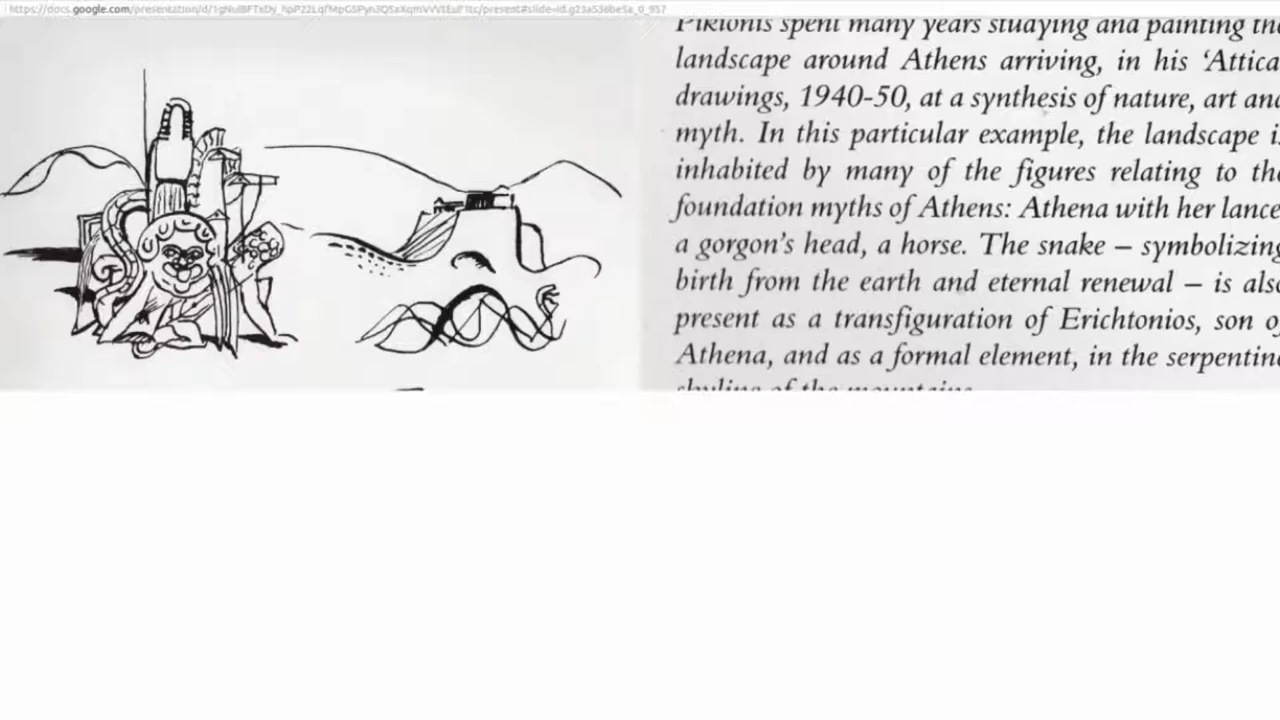 Pikionis spent many years studying and painting the
landscape around Athens arriving, in his ‘Attica
drawings, 1940-50, at a synthesis of nature, art and
myth. In this particular example, the landscape is
inhabited by many of the figures relating to the
foundation myths of Athens: Athena with her lance,
a gorgon’s head, a horse. The snake – symbolizing
birth from the earth and eternal renewal – is also
present as a transfiguration of Erichtonios, son of
Athena, and as a formal element, in the serpentine
skyline of the mountains.